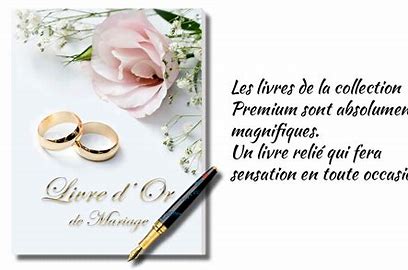 Livre d'Or
de Mariage
Les livres de la collection
Premium sont absolumen
magnifiques.
Un livre relié qui fera
sensation en toute occasio